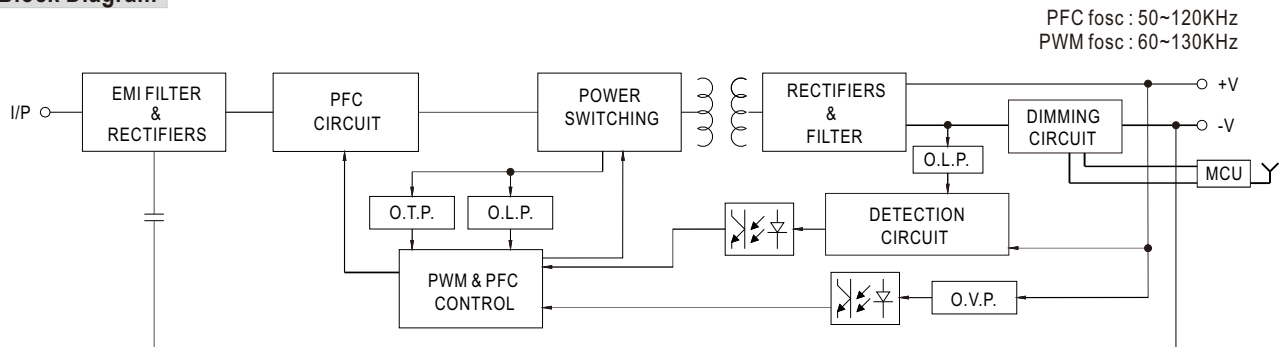 Block Diagram
PFC fosc : 50~120KHz
PWM fosc : 60~130KHz
I/P
EMI FILTER
&
RECTIFIERS
PFC
CIRCUIT
POWER
SWITCHING
RECTIFIERS
&
FILTER
DIMMING
CIRCUIT
+V
-V
MCU
O.L.P.
O.T.P.
O.L.P.
DETECTION
CIRCUIT
PWM & PFC
CONTROL
O.V.P.